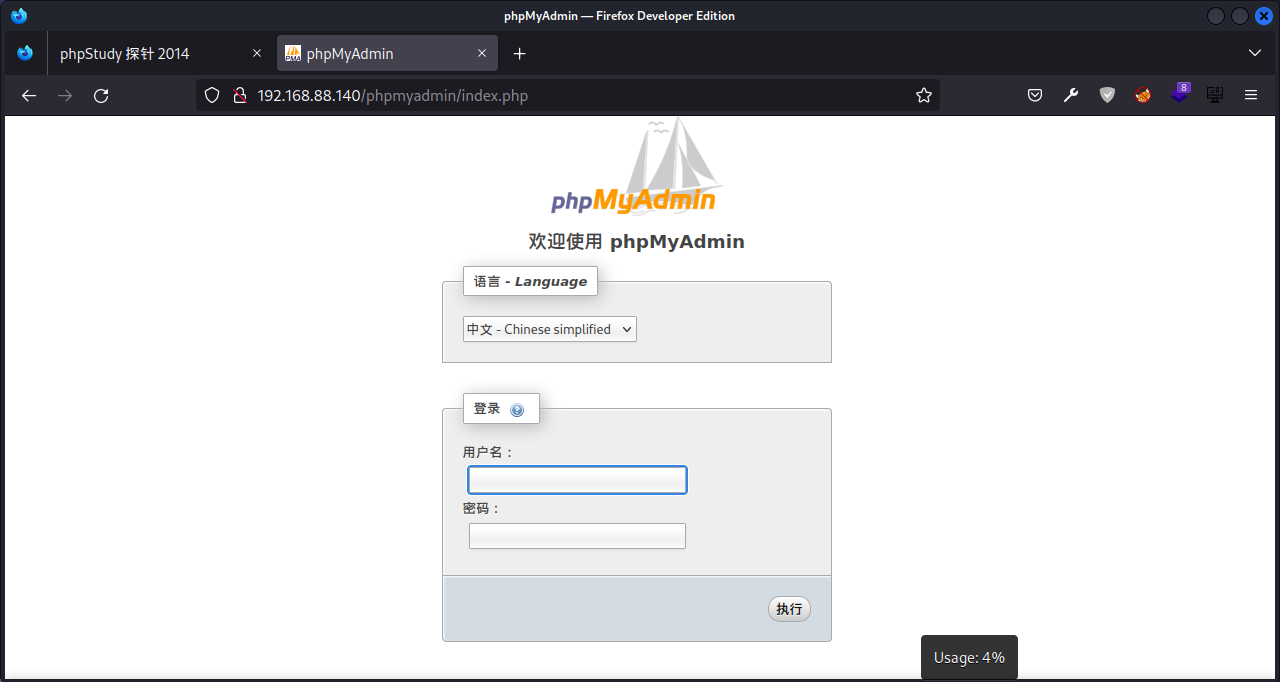 phpMyAdmin — Firefox Developer Edition
phpStudy 探针 2014
phpMyAdmin
192.168.88.140/phpmyadmin/index.php
8
phpMyAdmin
欢迎使用 phpMyAdmin
语言 - Language
中文 - Chinese simplified
登录
用户名：
密码：
执行
Usage: 4%